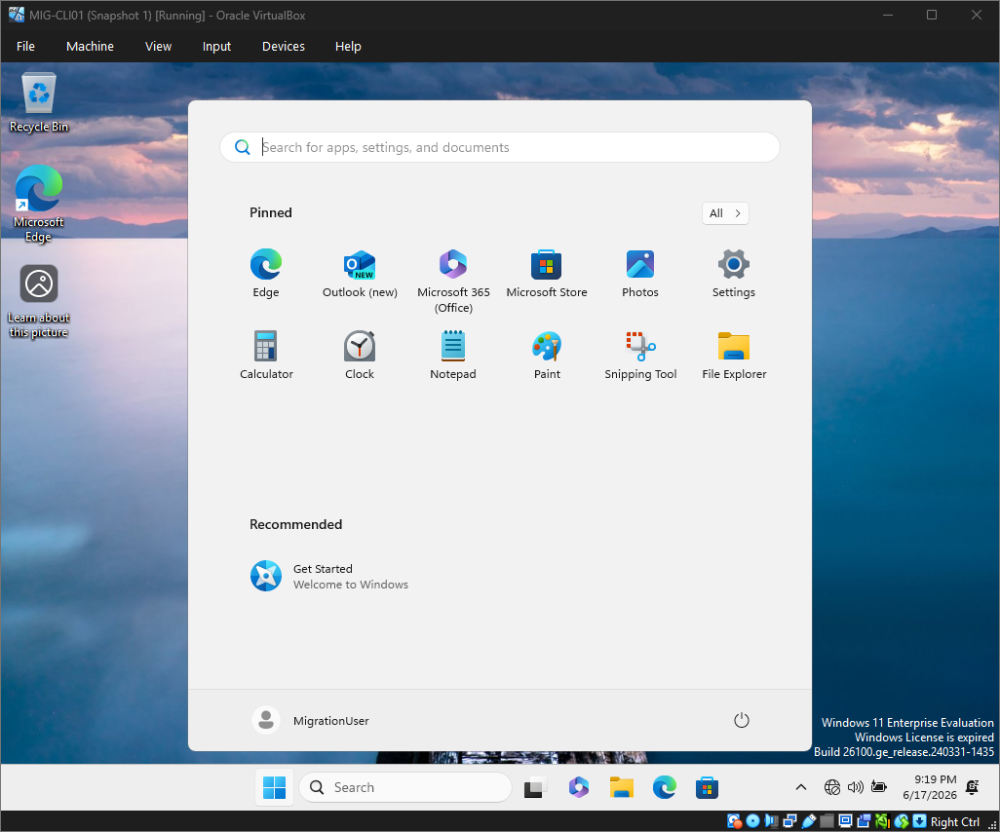 MIG-CLI01 (Snapshot 1) [Running] - Oracle VirtualBox
File Machine View Input Devices Help
Recycle Bin
Microsoft
Edge
Learn about
this picture
Search for apps, settings, and documents
Pinned
All
Edge
Outlook (new)
Microsoft 365
(Office)
Microsoft Store
Photos
Settings
Calculator
Clock
Notepad
Paint
Snipping Tool
File Explorer
Recommended
Get Started
Welcome to Windows
MigrationUser
Windows 11 Enterprise Evaluation
Windows License is expired
Build 26100.ge_release.240331-1435
Search
9:19 PM
6/17/2026
Right Ctrl